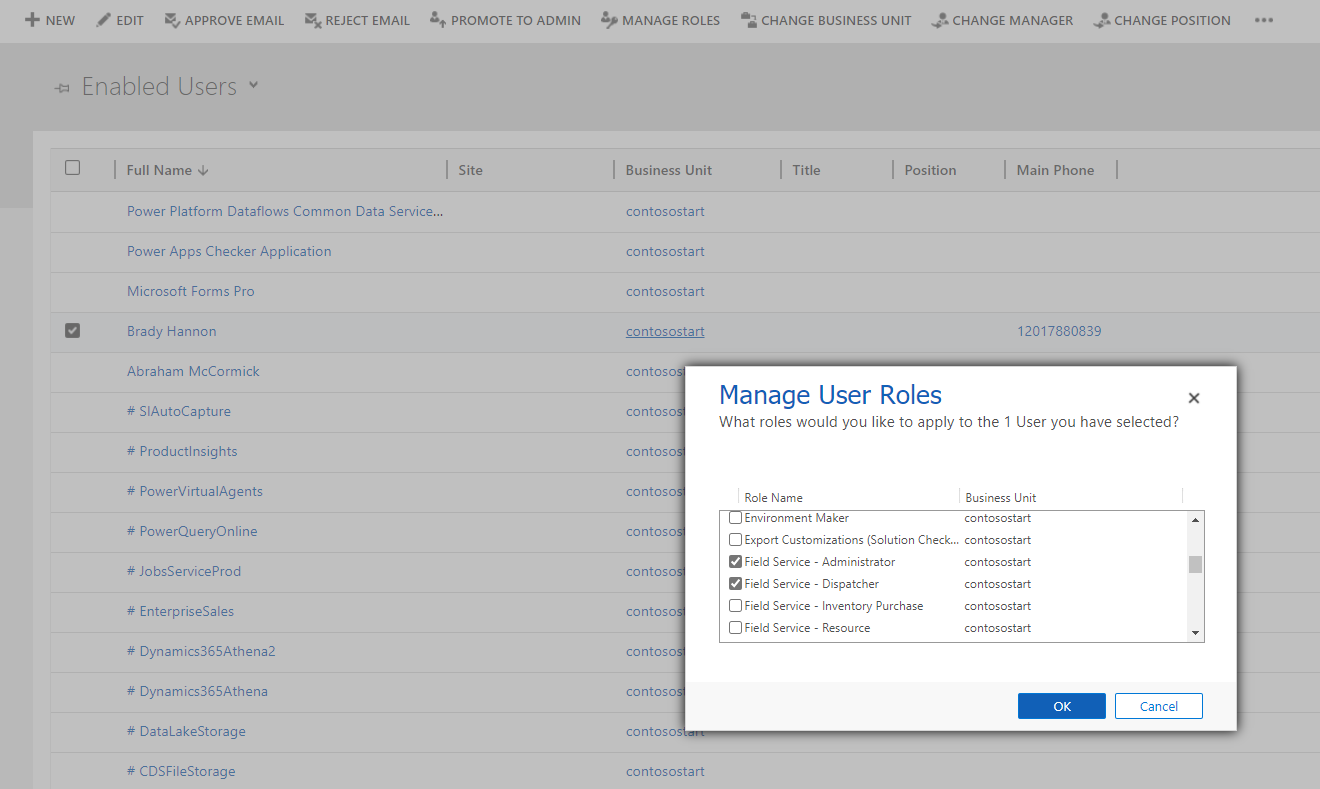 NEW EDIT APPROVE EMAIL REJECT EMAIL PROMOTE TO ADMIN MANAGE ROLES CHANGE BUSINESS UNIT CHANGE MANAGER CHANGE POSITION •••
Enabled Users
Full Name ↓ Site Business Unit Title Position Main Phone
Power Platform Dataflows Common Data Service... contosostart
Power Apps Checker Application contosostart
Microsoft Forms Pro contosostart
Brady Hannon contosostart 12017880839
Abraham McCormick contosost
# SIAutoCapture contosost
# ProductInsights contosost
# PowerVirtualAgents contosost
# PowerQueryOnline contosost
# JobsServiceProd contosost
# EnterpriseSales contosost
# Dynamics365Athena2 contosost
# Dynamics365Athena contosost
# DataLakeStorage contosostart
# CDSFileStorage contosostart
Manage User Roles
What roles would you like to apply to the 1 User you have selected?
Role Name Business Unit
Environment Maker contosostart
Export Customizations (Solution Check... contosostart
Field Service - Administrator contosostart
Field Service - Dispatcher contosostart
Field Service - Inventory Purchase contosostart
Field Service - Resource contosostart
OK Cancel